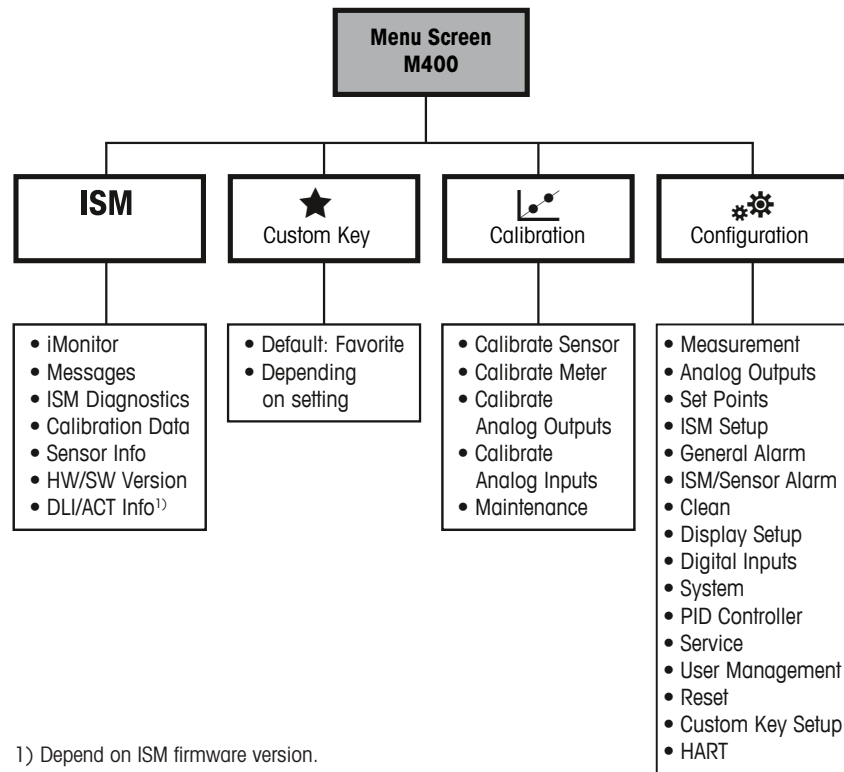 Menu Screen
M400
ISM
Custom Key
Calibration
Configuration
• iMonitor
• Messages
• ISM Diagnostics
• Calibration Data
• Sensor Info
• HW/SW Version
• DLI/ACT Info1)
• Default: Favorite
• Depending
on setting
• Calibrate Sensor
• Calibrate Meter
• Calibrate
Analog Outputs
• Calibrate
Analog Inputs
• Maintenance
• Measurement
• Analog Outputs
• Set Points
• ISM Setup
• General Alarm
• ISM/Sensor Alarm
• Clean
• Display Setup
• Digital Inputs
• System
• PID Controller
• Service
• User Management
• Reset
• Custom Key Setup
• HART
1) Depend on ISM firmware version.